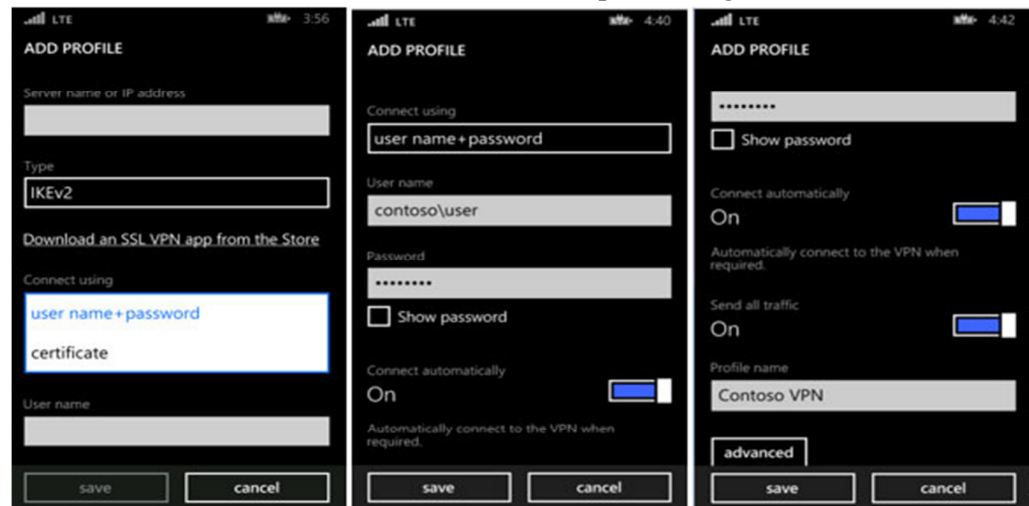 LTE 3:56
ADD PROFILE
Server name or IP address
Type
IKEv2
Download an SSL VPN app from the Store
Connect using
user name+password
certificate
User name
save cancel
LTE 4:40
ADD PROFILE
Connect using
user name+password
User name
contoso\user
Password
••••••••
Show password
Connect automatically
On
Automatically connect to the VPN when
required.
save cancel
LTE 4:42
ADD PROFILE
••••••••
Show password
Connect automatically
On
Automatically connect to the VPN when
required.
Send all traffic
On
Profile name
Contoso VPN
advanced
save cancel